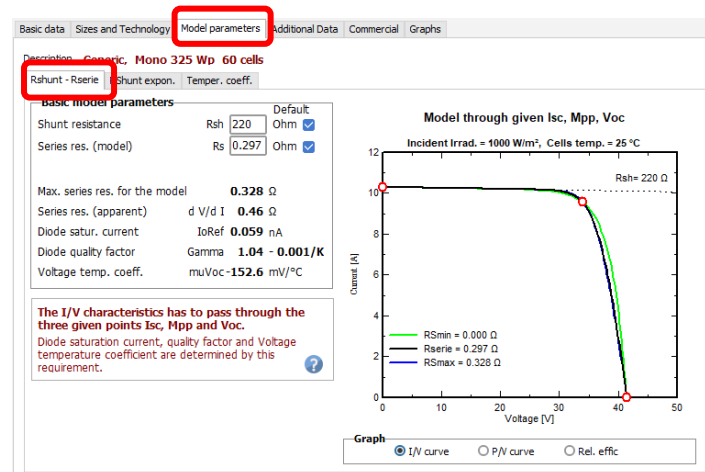 Basic data Sizes and Technology Model parameters Additional Data Commercial Graphs
Description Generic, Mono 325 Wp 60 cells
Rshunt - Rserie Shunt expon. Temper. coeff.
Basic model parameters
Default
Shunt resistance Rsh 220 Ohm
Series res. (model) Rs 0.297 Ohm
Max. series res. for the model 0.328 Ω
Series res. (apparent) d V/d I 0.46 Ω
Diode satur. current IoRef 0.059 nA
Diode quality factor Gamma 1.04 - 0.001/K
Voltage temp. coeff. muVoc -152.6 mV/°C
The I/V characteristics has to pass through the
three given points Isc, Mpp and Voc.
Diode saturation current, quality factor and Voltage
temperature coefficient are determined by this
requirement.
?
Model through given Isc, Mpp, Voc
Incident Irrad. = 1000 W/m², Cells temp. = 25 °C
12
10
8
6
4
2
0
Current [A]
Rsh= 220 Ω
RSmin = 0.000 Ω
Rserie = 0.297 Ω
RSmax = 0.328 Ω
0 10 20 30 40 50
Voltage [V]
Graph
I/V curve P/V curve Rel. effic